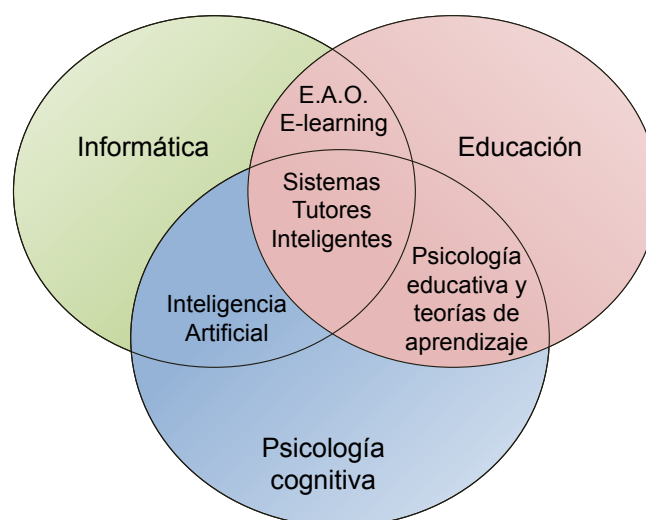 E.A.O.
E-learning
Informática
Educación
Sistemas
Tutores
Inteligentes
Psicología
educativa y
teorías de
aprendizaje
Inteligencia
Artificial
Psicología
cognitiva